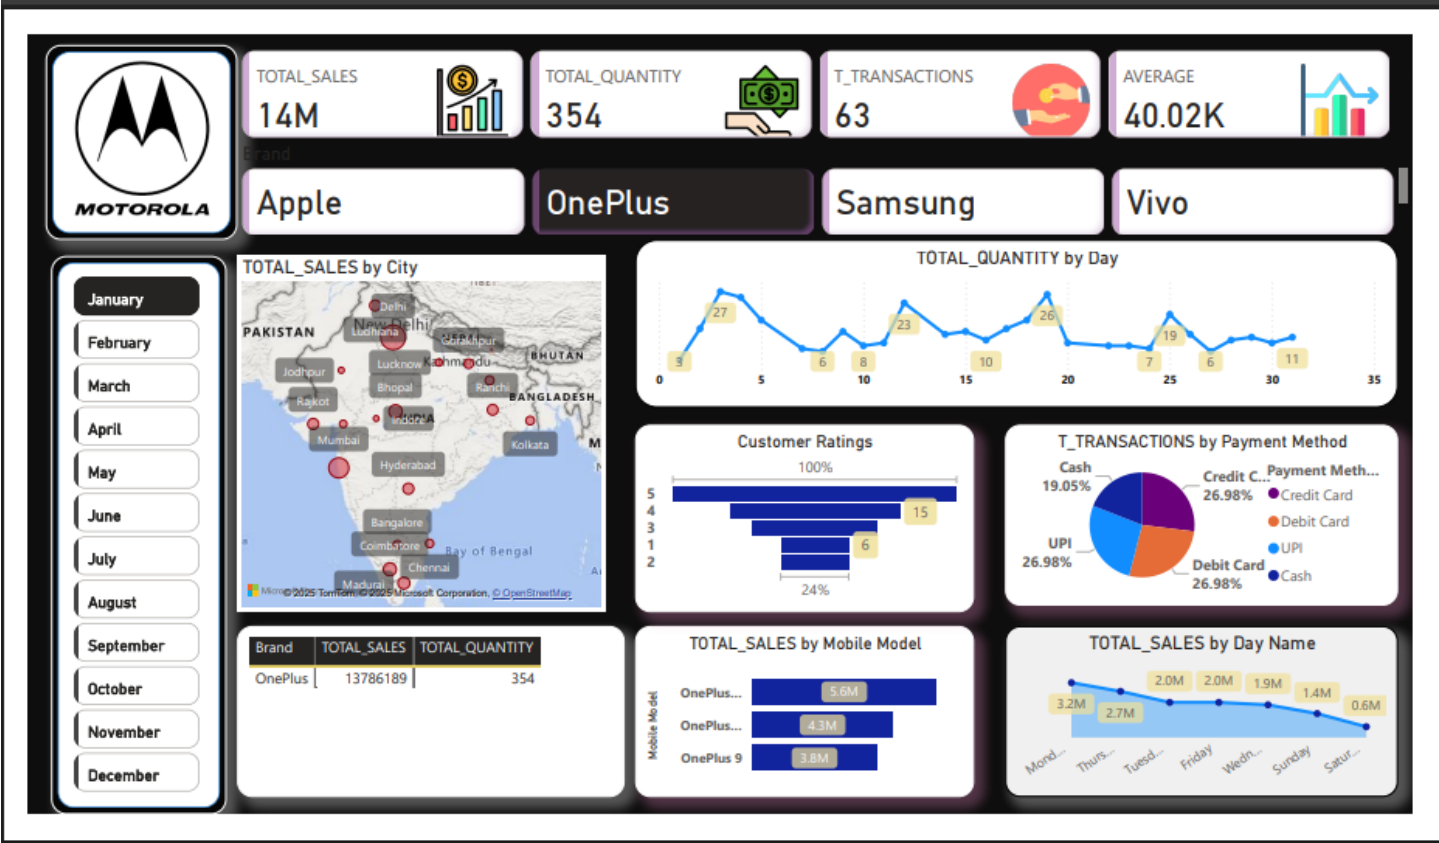 TOTAL_SALES
14M
TOTAL_QUANTITY
354
T_TRANSACTIONS
63
AVERAGE
40.02K
MOTOROLA
Brand
Apple
OnePlus
Samsung
Vivo
January
February
March
April
May
June
July
August
September
October
November
December
TOTAL_SALES by City
PAKISTAN
Delhi
New Delhi
Ludhiana
Gorakhpur
Lucknow
Kathmandu
BHUTAN
Jodhpur
Bhopal
Ranchi
BANGLADESH
Rajkot
Indore
INDIA
Mumbai
Kolkata
Hyderabad
Bangalore
Coimbatore
Bay of Bengal
Chennai
Madurai
© 2025 TomTom, © 2025 Microsoft Corporation, © OpenStreetMap
TOTAL_QUANTITY by Day
27
23
26
19
3
6
8
10
7
6
11
0 5 10 15 20 25 30 35
Customer Ratings
100%
5
4
15
3
1
6
2
24%
T_TRANSACTIONS by Payment Method
Cash
19.05%
Credit C...
26.98%
UPI
26.98%
Debit Card
26.98%
Payment Meth...
Credit Card
Debit Card
UPI
Cash
Brand TOTAL_SALES TOTAL_QUANTITY
OnePlus 13786189 354
TOTAL_SALES by Mobile Model
Mobile Model
OnePlus... 5.6M
OnePlus... 4.3M
OnePlus 9 3.8M
TOTAL_SALES by Day Name
3.2M
2.7M
2.0M
2.0M
1.9M
1.4M
0.6M
Mond...
Thurs...
Tuesd...
Friday
Wedn...
Sunday
Satur...